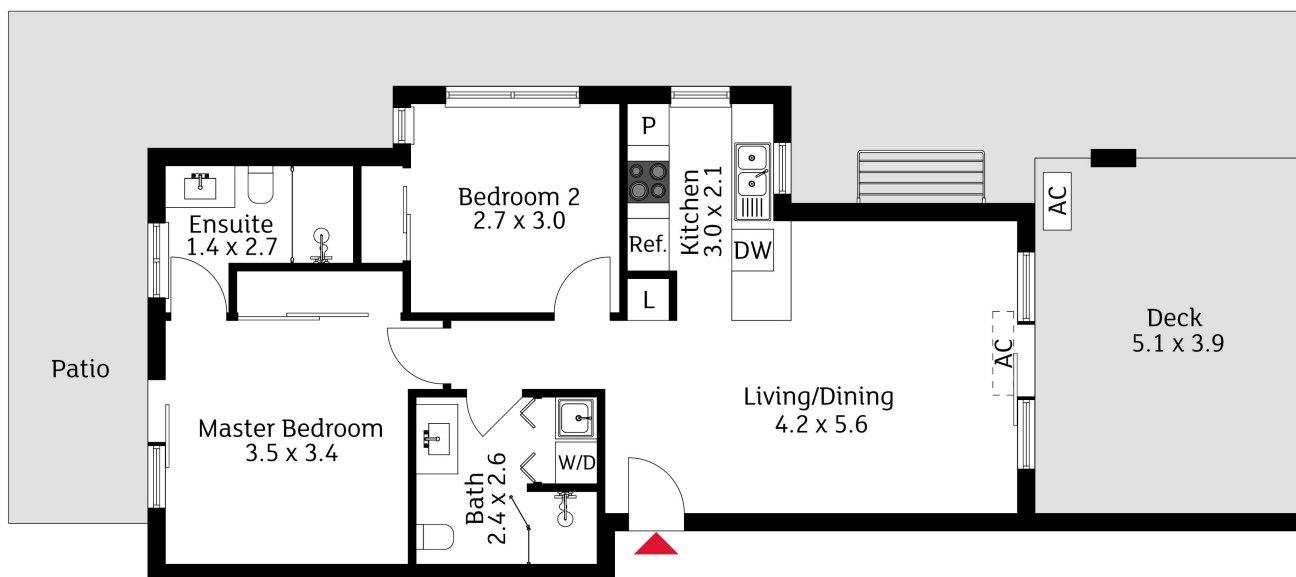 P
Bedroom 2
2.7 x 3.0
Kitchen
3.0 x 2.1
AC
Ensuite
1.4 x 2.7
Ref.
DW
L
Deck
5.1 x 3.9
AC
Patio
Living/Dining
4.2 x 5.6
Master Bedroom
3.5 x 3.4
W/D
Bath
2.4 x 2.6